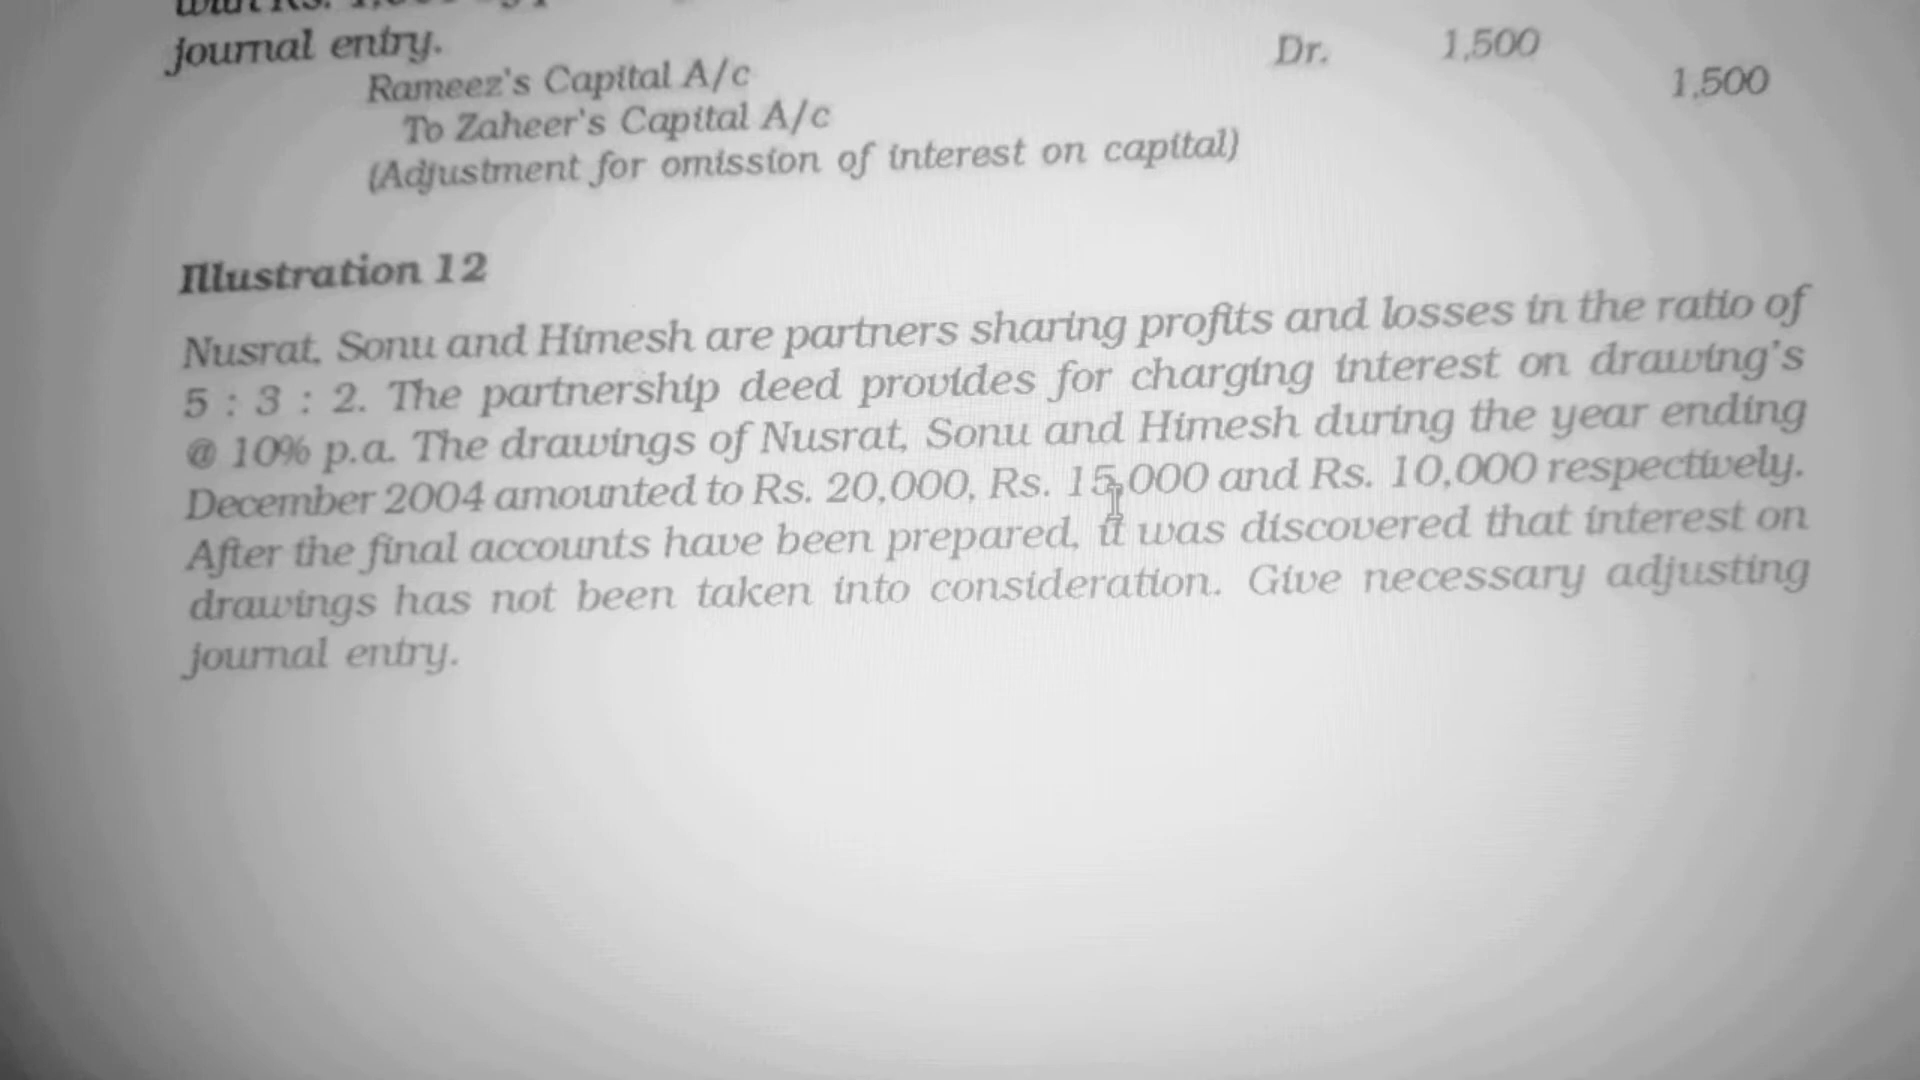 journal entry.
Rameez's Capital A/c Dr. 1,500
To Zaheer's Capital A/c 1,500
(Adjustment for omission of interest on capital)
Illustration 12
Nusrat, Sonu and Himesh are partners sharing profits and losses in the ratio of
5 : 3 : 2. The partnership deed provides for charging interest on drawing's
@ 10% p.a. The drawings of Nusrat, Sonu and Himesh during the year ending
December 2004 amounted to Rs. 20,000, Rs. 15,000 and Rs. 10,000 respectively.
After the final accounts have been prepared, it was discovered that interest on
drawings has not been taken into consideration. Give necessary adjusting
journal entry.